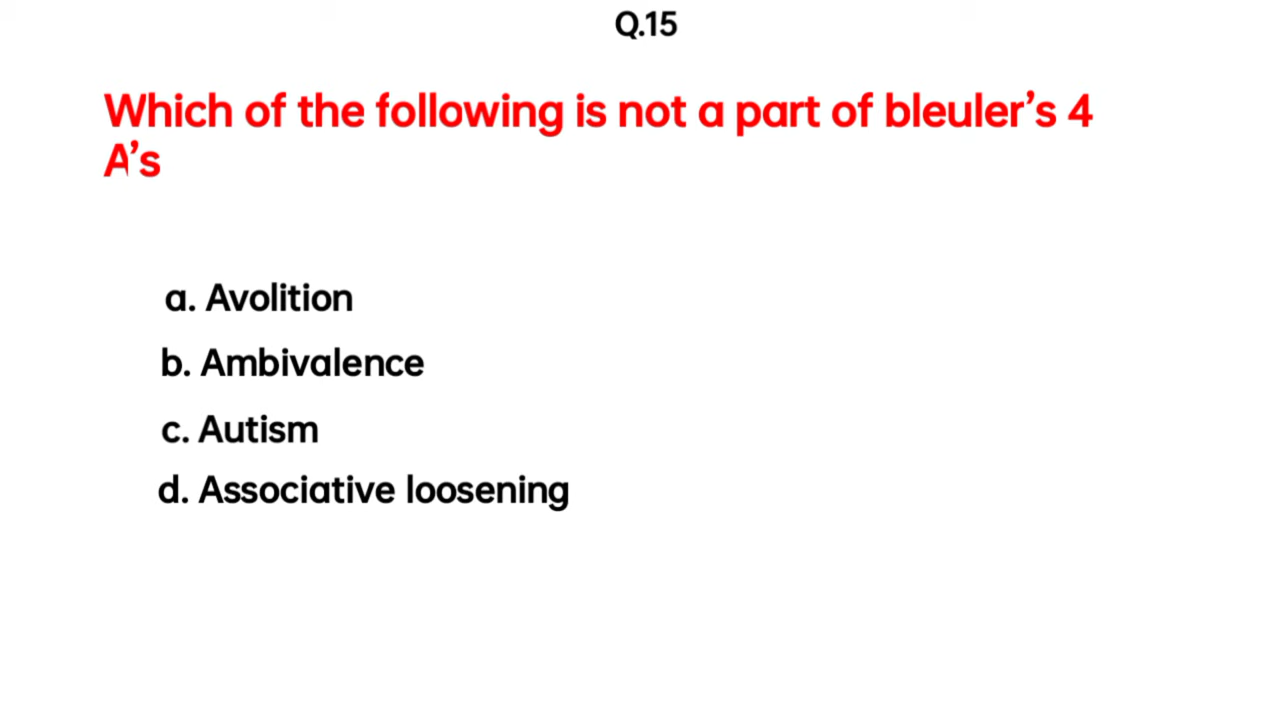 Q.15
Which of the following is not a part of bleuler’s 4
A’s
a. Avolition
b. Ambivalence
c. Autism
d. Associative loosening